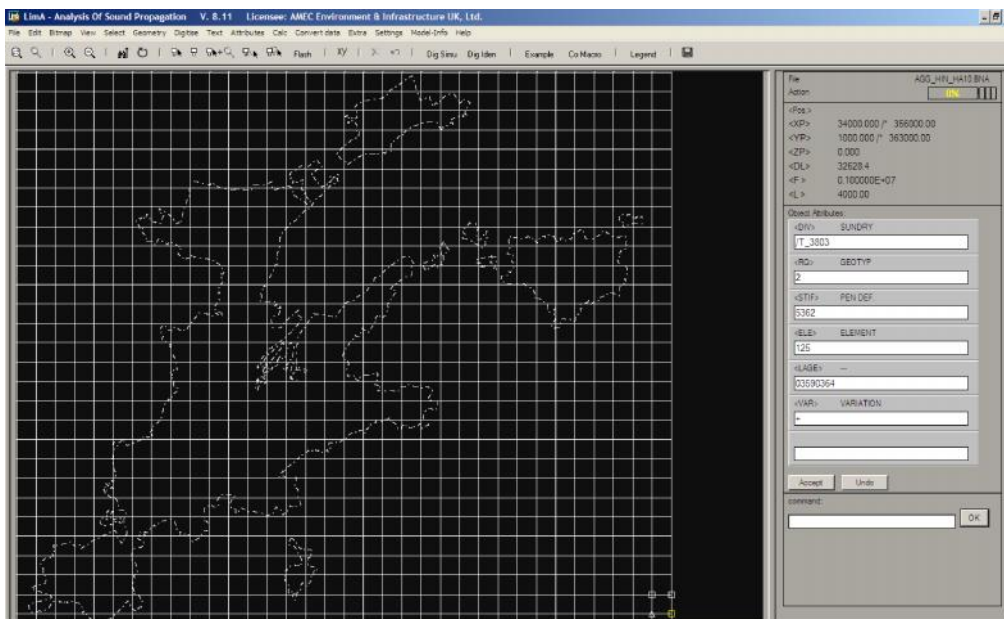 LimA - Analysis Of Sound Propagation V. 8.11 Licensee: AMEC Environment & Infrastructure UK, Ltd.
File Edit Bitmap View Select Geometry Digitise Text Attributes Calc Convert data Extra Settings Model-Info Help
Flash XY Dig Simu Dig Iden Example Co Macro Legend
File AGG_HIN_HA10.BNA
Action 0%
<Pos.>
<XP> 34000.000 /* 356000.00
<YP> 1000.000 /* 363000.00
<ZP> 0.000
<DL> 32628.4
<F > 0.100000E+07
<L > 4000.00
Object Attributes:
<DIV> SUNDRY
/T_3803
<RQ> GEOTYP
2
<STIF> PEN DEF.
5362
<ELE> ELEMENT
125
<LAGE> ---
03590364
<VAR> VARIATION
+
Accept Undo
command:
OK